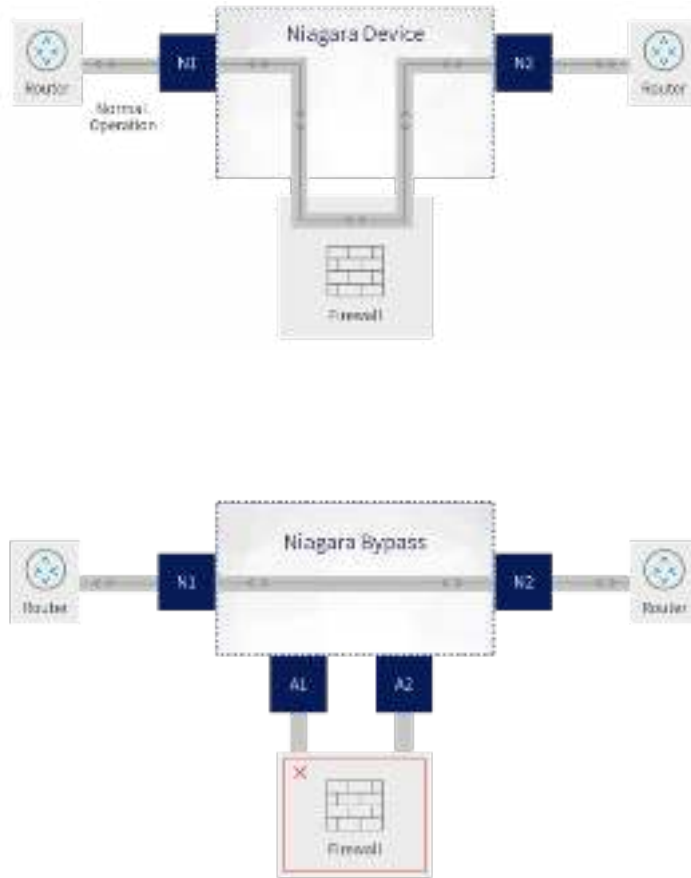 Niagara Device
N1
N2
Router
Router
Normal
Operation
Firewall
Niagara Bypass
N1
N2
Router
Router
A1
A2
Firewall